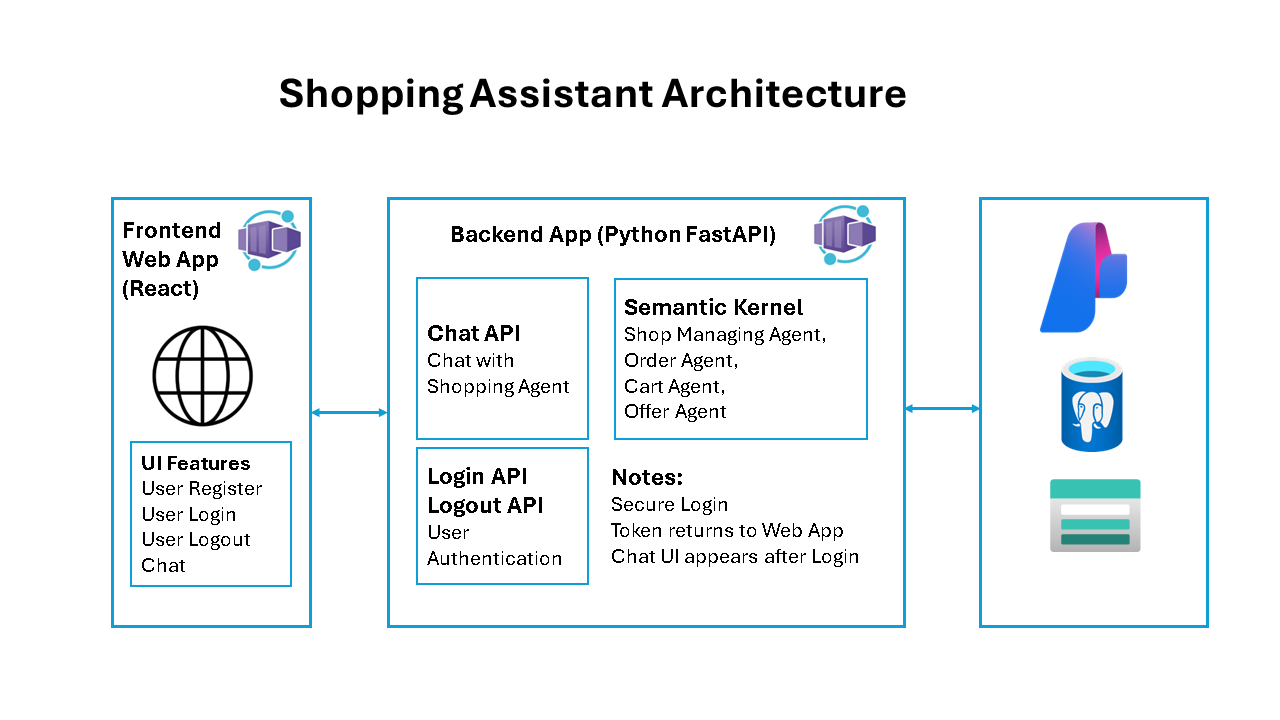 Shopping Assistant Architecture
Frontend
Web App
(React)
UI Features
User Register
User Login
User Logout
Chat
Backend App (Python FastAPI)
Chat API
Chat with
Shopping Agent
Semantic Kernel
Shop Managing Agent,
Order Agent,
Cart Agent,
Offer Agent
Login API
Logout API
User
Authentication
Notes:
Secure Login
Token returns to Web App
Chat UI appears after Login